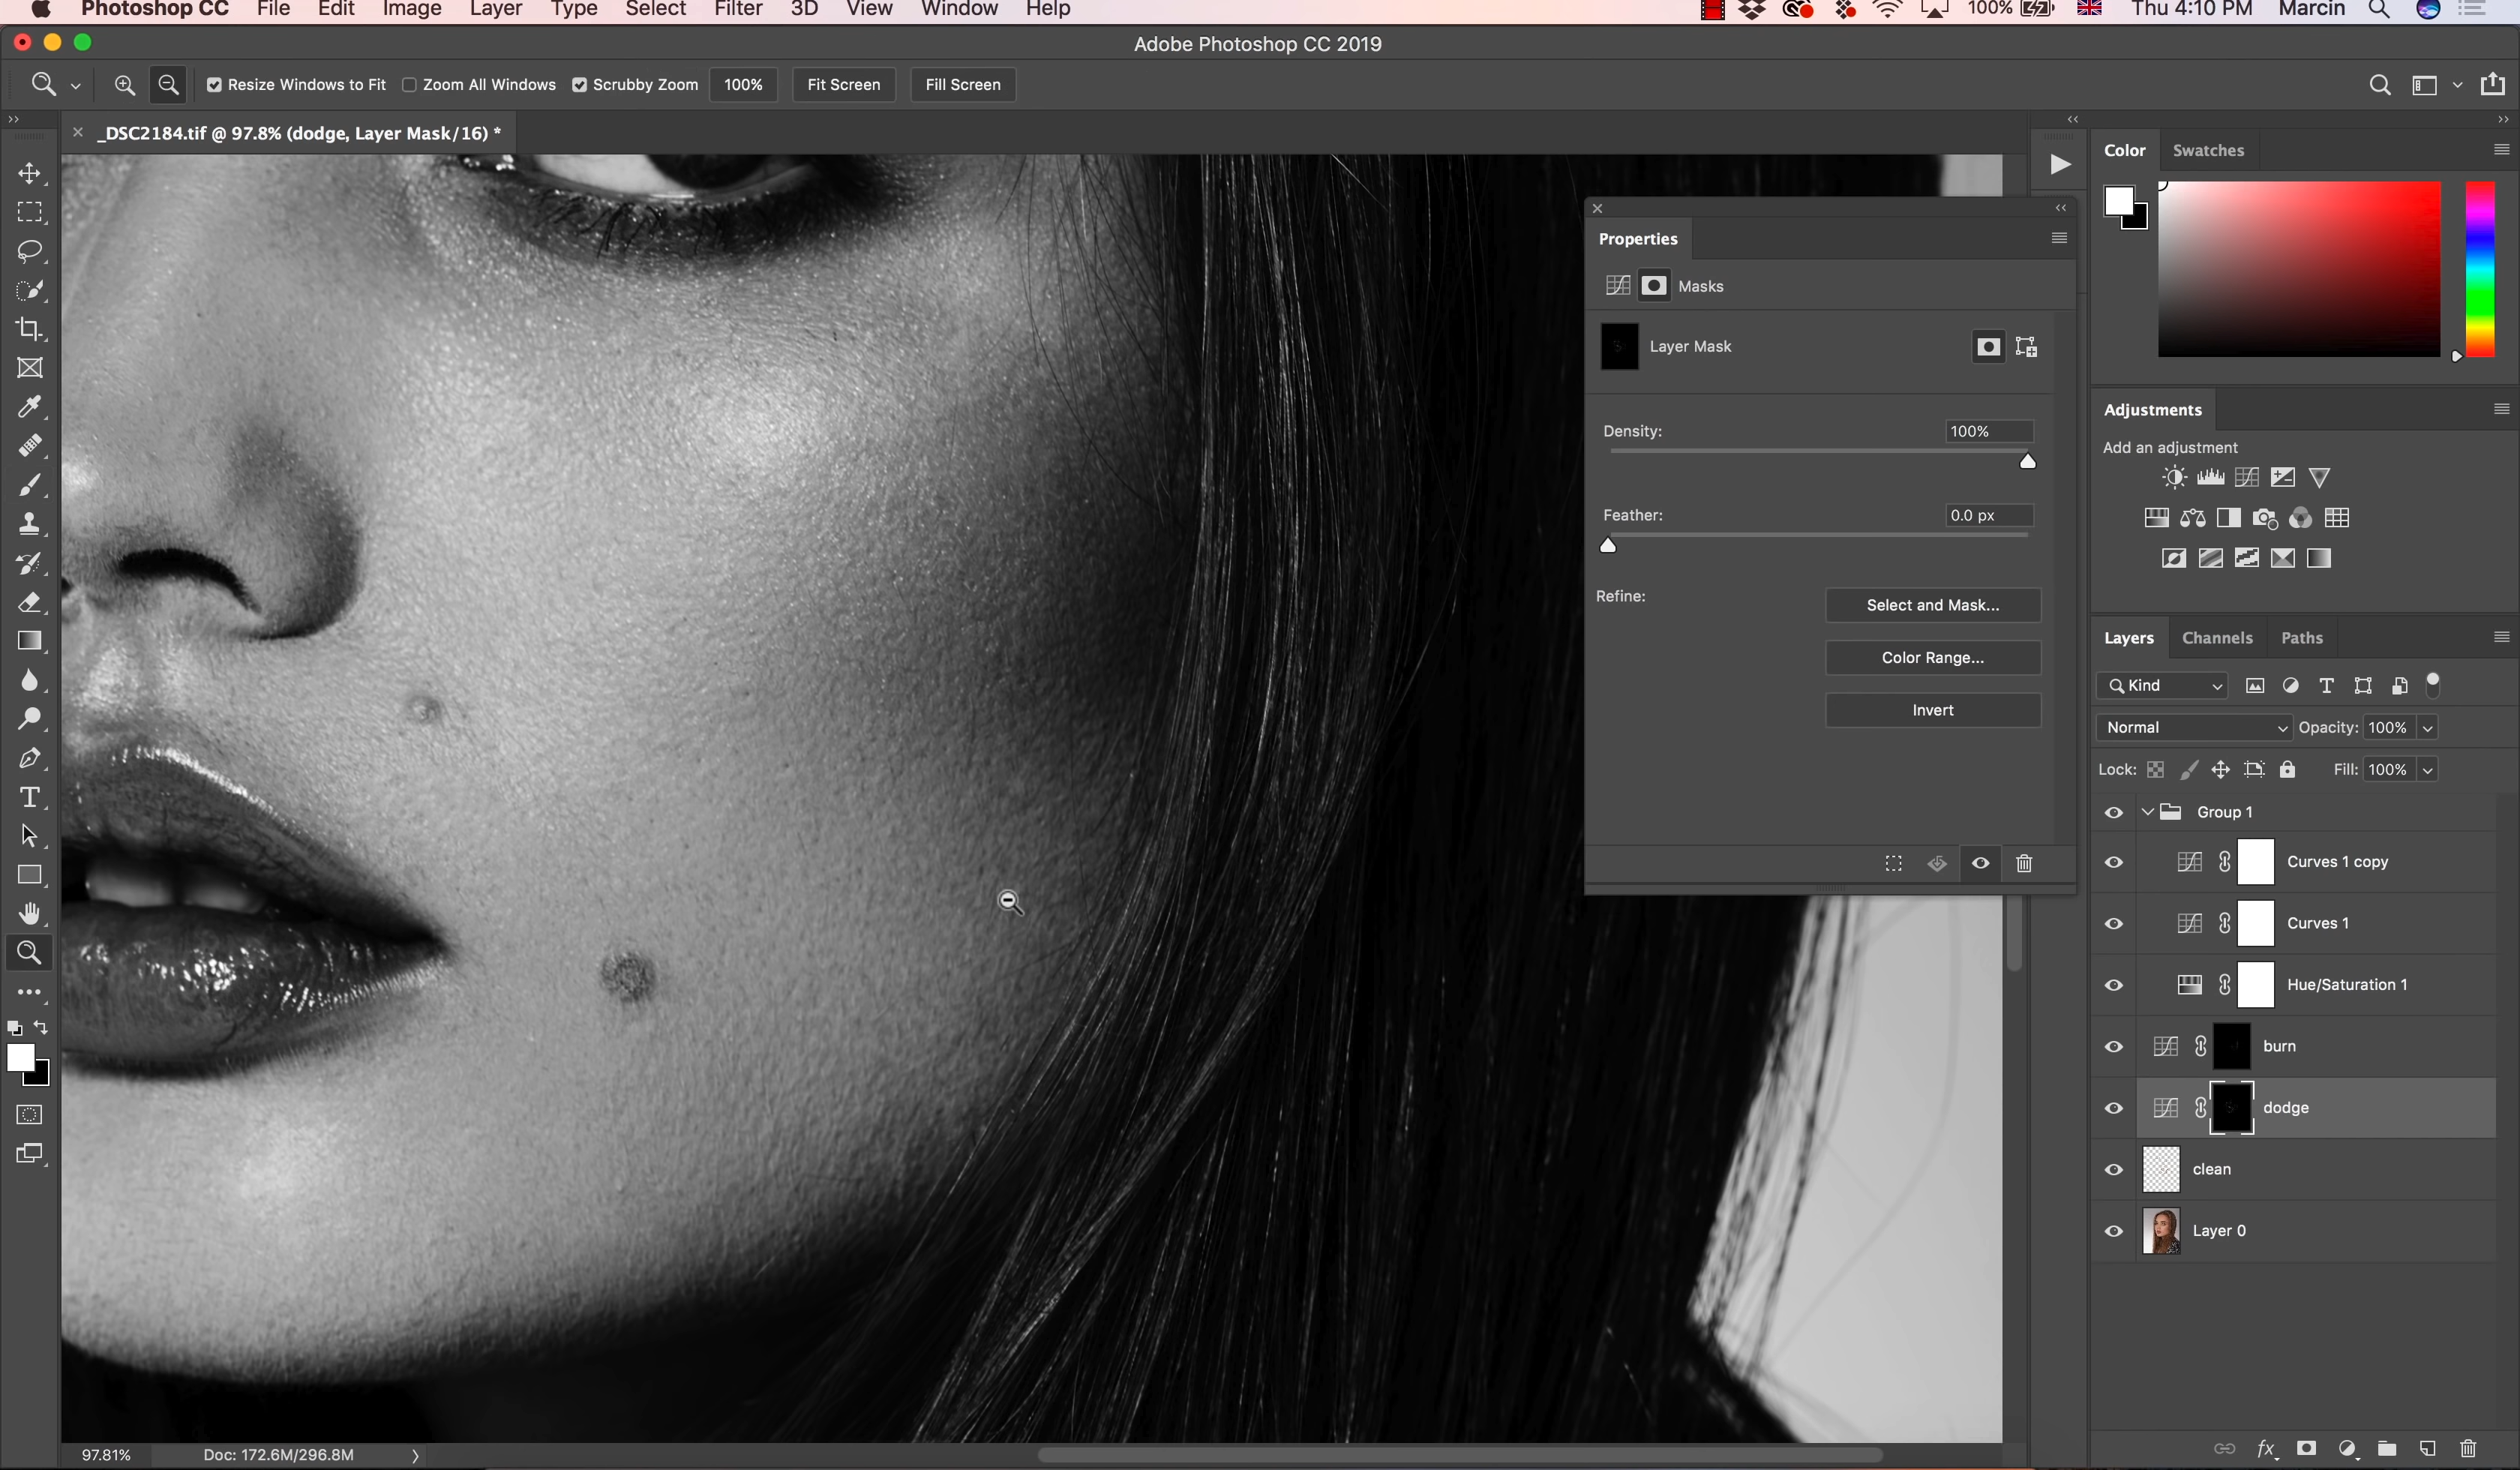 Photoshop CC File Edit Image Layer Type Select Filter 3D View Window Help 100% Thu 4:10 PM Marcin
Adobe Photoshop CC 2019
Resize Windows to Fit Zoom All Windows Scrubby Zoom 100% Fit Screen Fill Screen
_DSC2184.tif @ 97.8% (dodge, Layer Mask/16) *
Color Swatches
Properties
Masks
Layer Mask
Density: 100%
Feather: 0.0 px
Refine:
Select and Mask...
Color Range...
Invert
Adjustments
Add an adjustment
Layers Channels Paths
Kind
Normal Opacity: 100%
Lock: Fill: 100%
Group 1
Curves 1 copy
Curves 1
Hue/Saturation 1
burn
dodge
clean
Layer 0
97.81% Doc: 172.6M/296.8M
fx